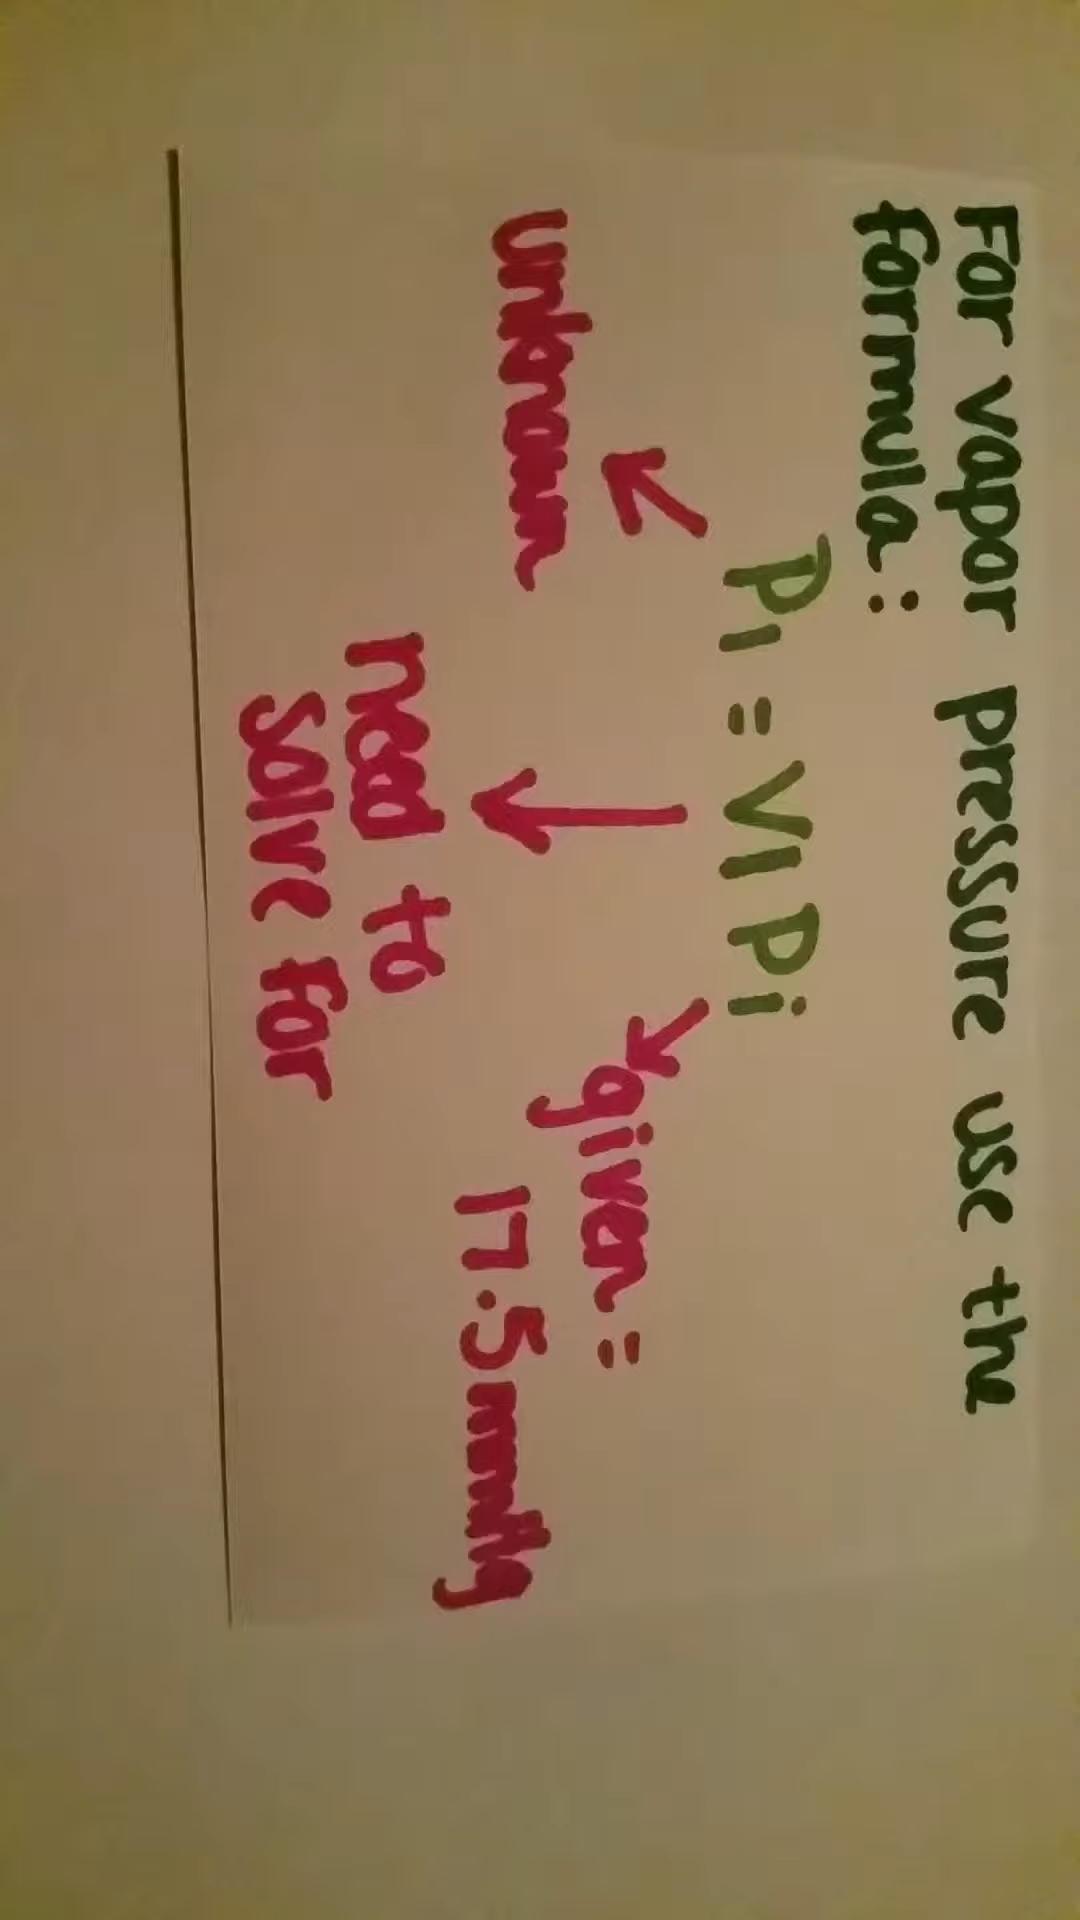 For vapor pressure use the
formula:
P1 = V1 Pi
unknown
given:
17.5 mmHg
need to
solve for